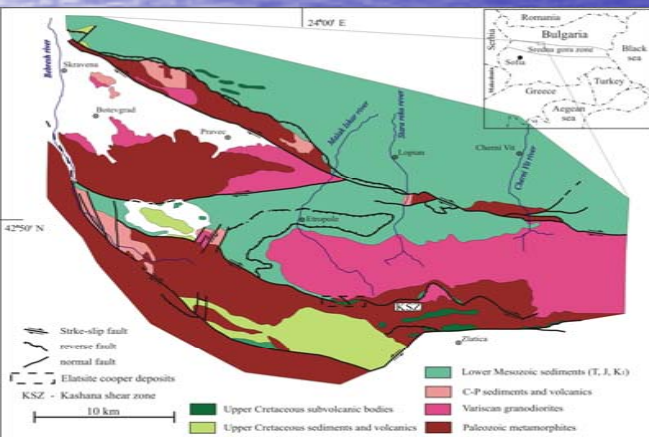 24°00' E
Romania
Serbia
Bulgaria
Sredna gora zone
Black
sea
Sofia
Makedonia
Turkey
Greece
Aegean
sea
Bebresh river
Skravena
Botevgrad
Pravec
Malak Iskar river
Stara reka never
Lopian
Cherni Vit
Cherni Vit river
42°50' N
Etropole
KSZ
Zlatica
Strke-slip fault
reverse fault
normal fault
Elatsite cooper deposits
KSZ - Kashana shear zone
10 km
Upper Cretaceous subvolcanic bodies
Upper Cretaceous sediments and volcanics
Lower Mesozoic sediments (T, J, K₁)
C-P sediments and volcanics
Variscan granodiorites
Paleozoic metamorphites